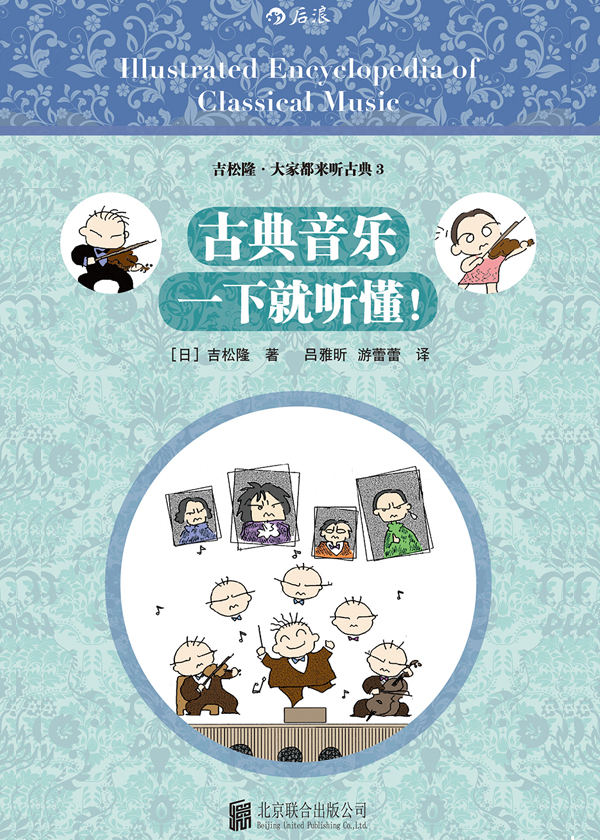 后浪
Illustrated Encyclopedia of
Classical Music
吉松隆·大家都来听古典 3
古典音乐
一下就听懂!
[日] 吉松隆 著 吕雅昕 游蕾蕾 译
北京联合出版公司
Beijing United Publishing Co.,Ltd.